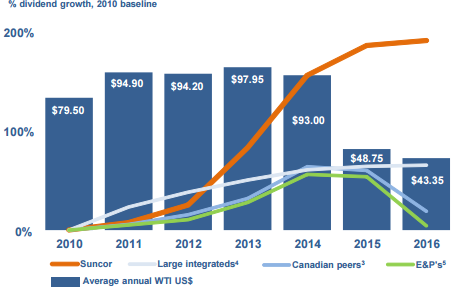 % dividend growth, 2010 baseline
200%
$79.50
$94.90
$94.20
$97.95
$93.00
100%
$48.75
$43.35
0%
2010 2011 2012 2013 2014 2015 2016
Suncor Large integrateds⁴ Canadian peers³ E&P's⁵
Average annual WTI US$